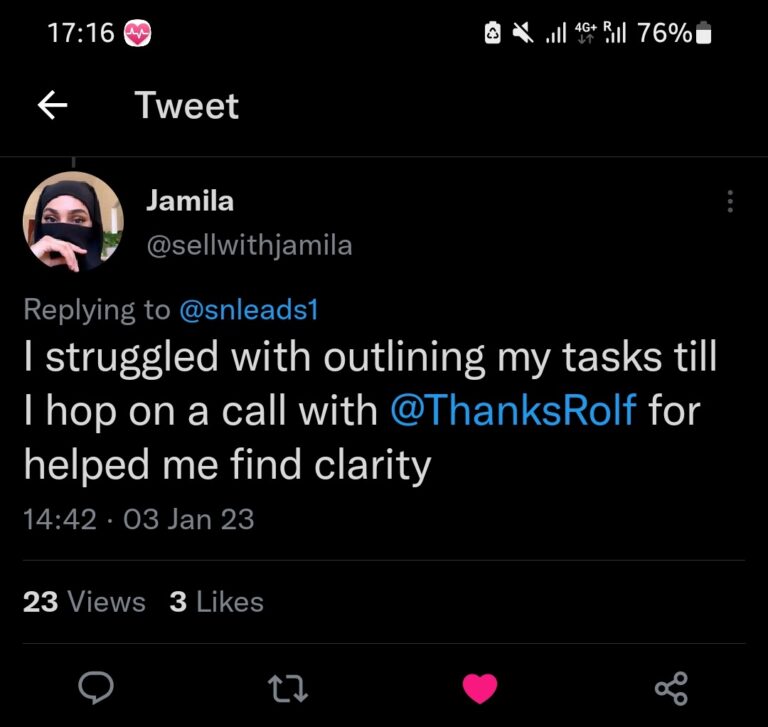 17:16 4G+ R 76%
Tweet
Jamila
@sellwithjamila
Replying to @snleads1
I struggled with outlining my tasks till
I hop on a call with @ThanksRolf for
helped me find clarity
14:42 · 03 Jan 23
23 Views 3 Likes